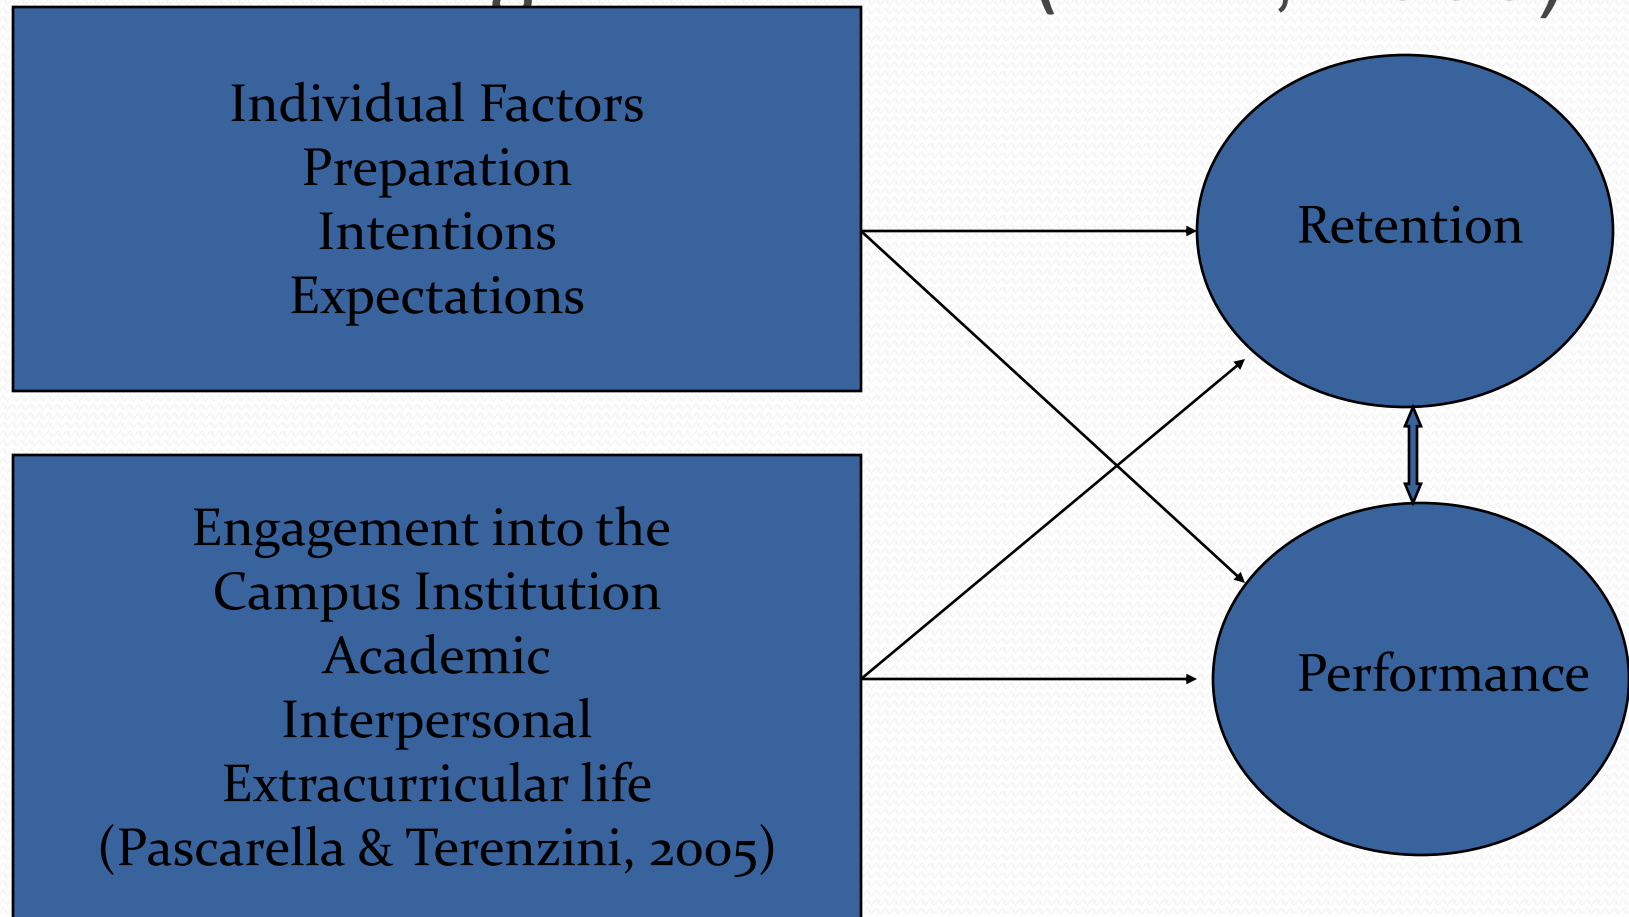 Individual Factors
Preparation
Intentions
Expectations
Retention
Engagement into the
Campus Institution
Academic
Interpersonal
Extracurricular life
(Pascarella & Terenzini, 2005)
Performance